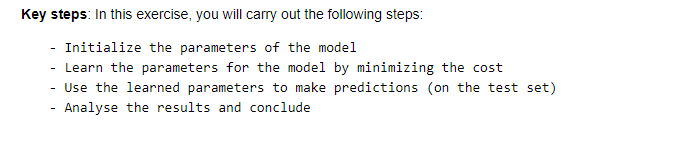 Key steps: In this exercise, you will carry out the following steps:
- Initialize the parameters of the model
- Learn the parameters for the model by minimizing the cost
- Use the learned parameters to make predictions (on the test set)
- Analyse the results and conclude